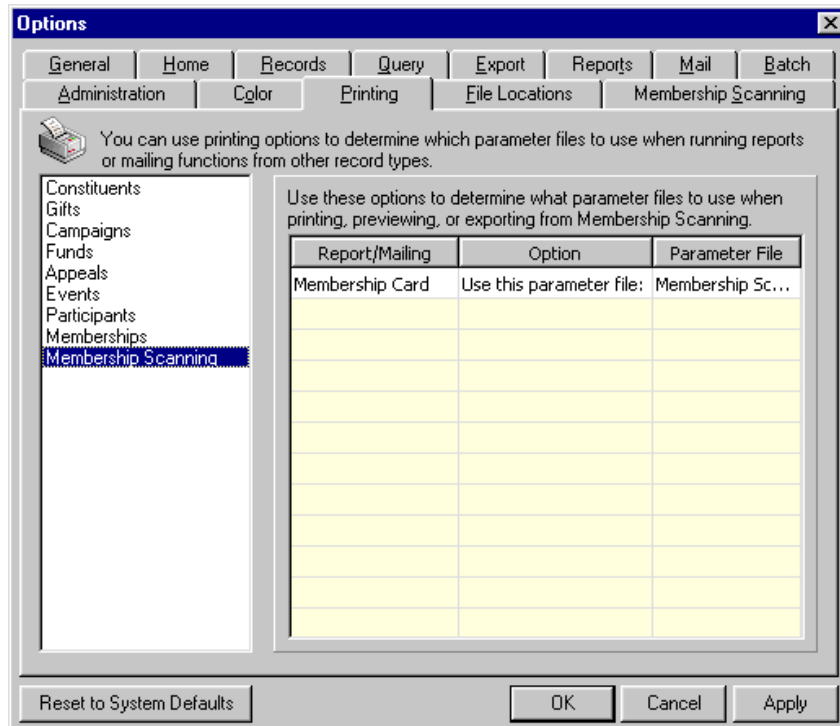 Options
General Home Records Query Export Reports Mail Batch
Administration Color Printing File Locations Membership Scanning
You can use printing options to determine which parameter files to use when running reports
or mailing functions from other record types.
Constituents
Gifts
Campaigns
Funds
Appeals
Events
Participants
Memberships
Membership Scanning
Use these options to determine what parameter files to use when
printing, previewing, or exporting from Membership Scanning.
Report/Mailing Option Parameter File
Membership Card Use this parameter file: Membership Sc...
Reset to System Defaults OK Cancel Apply